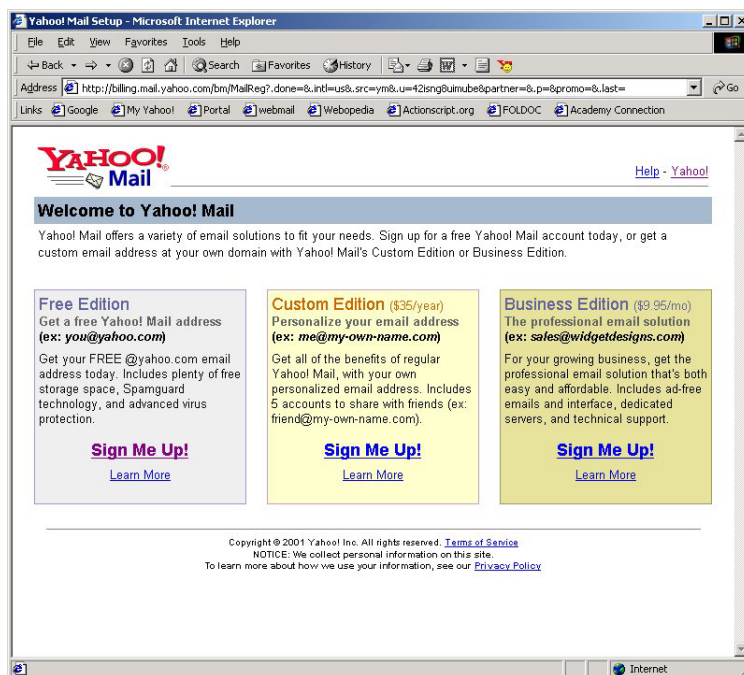 Yahoo! Mail Setup - Microsoft Internet Explorer
File Edit View Favorites Tools Help
Back Search Favorites History
Address http://billing.mail.yahoo.com/bm/MailReg?.done=&.intl=us&.src=ym&.u=42isng8uimube&partner=&.p=&promo=&.last= Go
Links Google My Yahoo! Portal webmail Webopedia Actionscript.org FOLDOC Academy Connection
YAHOO! Mail
Help - Yahoo!
Welcome to Yahoo! Mail
Yahoo! Mail offers a variety of email solutions to fit your needs. Sign up for a free Yahoo! Mail account today, or get a
custom email address at your own domain with Yahoo! Mail's Custom Edition or Business Edition.
Free Edition
Get a free Yahoo! Mail address
(ex: you@yahoo.com)
Get your FREE @yahoo.com email
address today. Includes plenty of free
storage space, Spamguard
technology, and advanced virus
protection.
Sign Me Up!
Learn More
Custom Edition ($35/year)
Personalize your email address
(ex: me@my-own-name.com)
Get all of the benefits of regular
Yahoo! Mail, with your own
personalized email address. Includes
5 accounts to share with friends (ex:
friend@my-own-name.com).
Sign Me Up!
Learn More
Business Edition ($9.95/mo)
The professional email solution
(ex: sales@widgetdesigns.com)
For your growing business, get the
professional email solution that's both
easy and affordable. Includes ad-free
emails and interface, dedicated
servers, and technical support.
Sign Me Up!
Learn More
Copyright © 2001 Yahoo! Inc. All rights reserved. Terms of Service
NOTICE: We collect personal information on this site.
To learn more about how we use your information, see our Privacy Policy
Internet